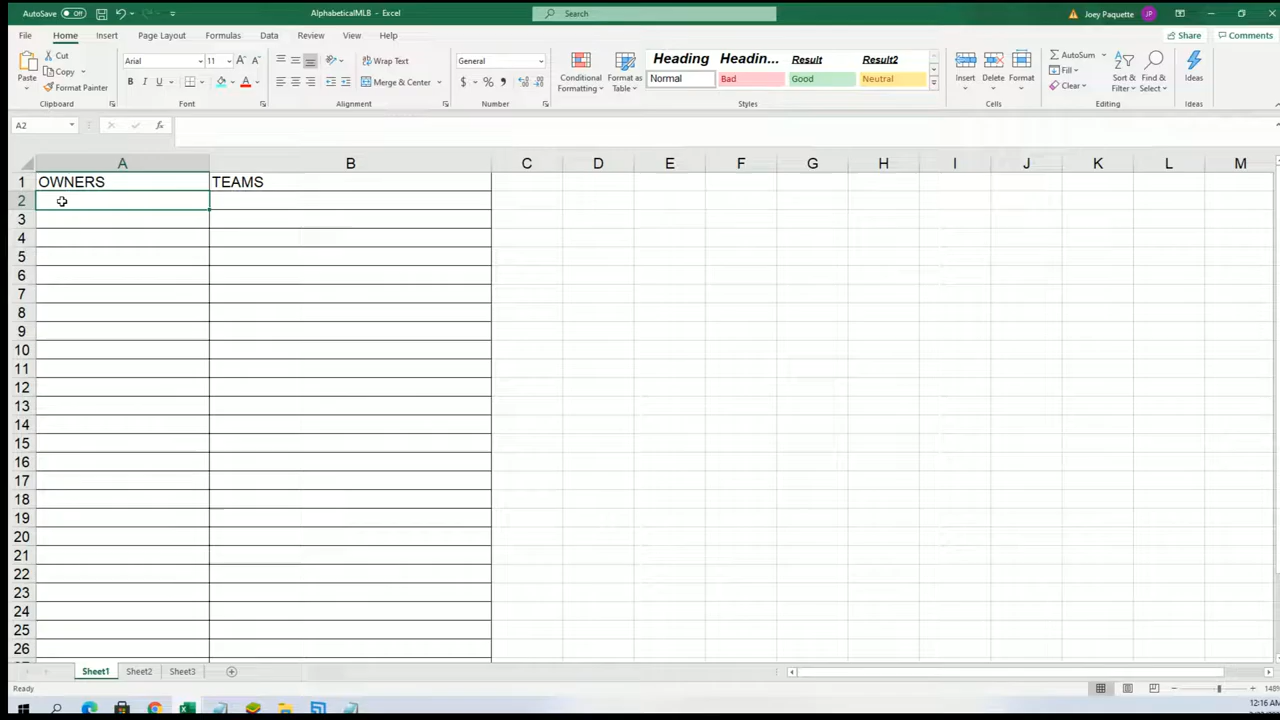 AutoSave Off AlphabeticalMLB - Excel Search Joey Paquette JP
File Home Insert Page Layout Formulas Data Review View Help Share Comments
Paste Cut Copy Format Painter Clipboard
Arial 11 A A B I U A Font
Wrap Text Merge & Center Alignment
General $ % Number
Conditional Formatting Format as Table
Heading Headin... Result Result2
Normal Bad Good Neutral
Styles
Insert Delete Format Cells
AutoSum Fill Clear Sort & Filter Find & Select Editing
Ideas Ideas
A2 fx
A B C D E F G H I J K L M
1 OWNERS TEAMS
2
3
4
5
6
7
8
9
10
11
12
13
14
15
16
17
18
19
20
21
22
23
24
25
26
Sheet1 Sheet2 Sheet3
Ready
12:16 AM